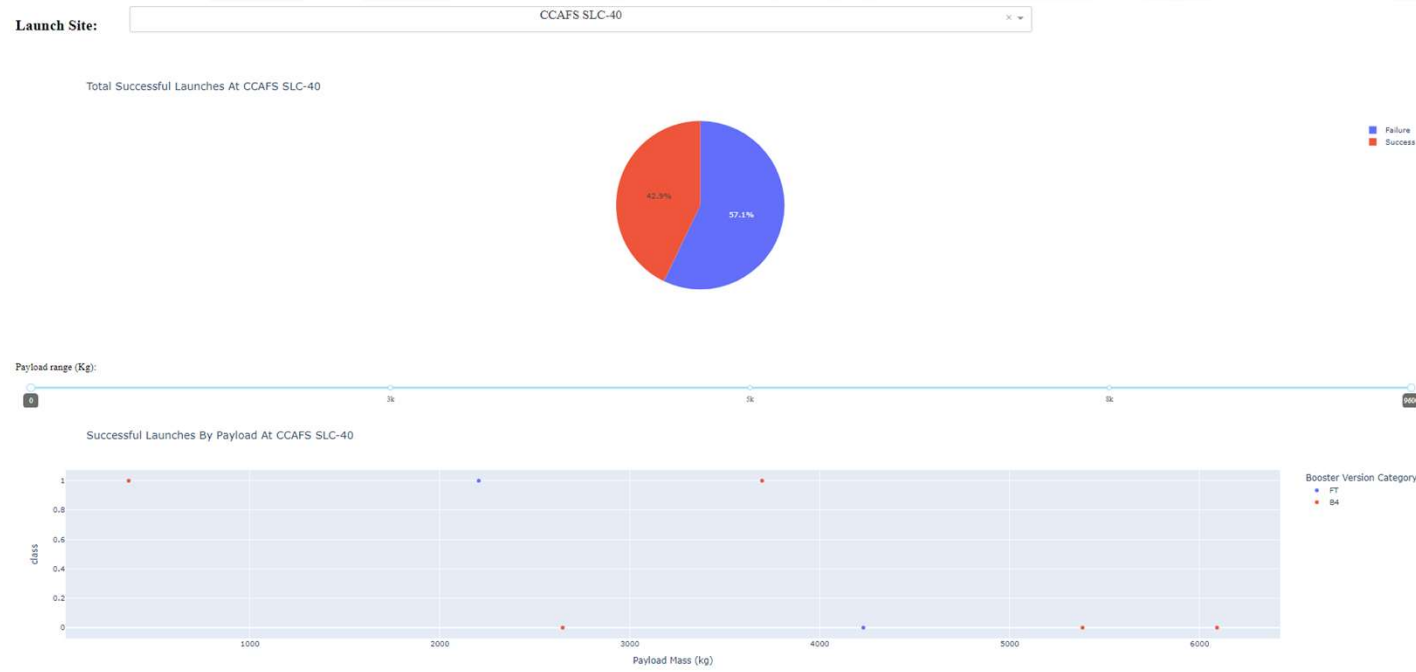 Launch Site:
CCAFS SLC-40
× 
Total Successful Launches At CCAFS SLC-40
Failure
Success
42.9%
57.1%
Payload range (Kg):
0
3k
5k
8k
9600
Successful Launches By Payload At CCAFS SLC-40
Booster Version Category
FT
B4
class
1
0.8
0.6
0.4
0.2
0
1000
2000
3000
4000
5000
6000
Payload Mass (kg)